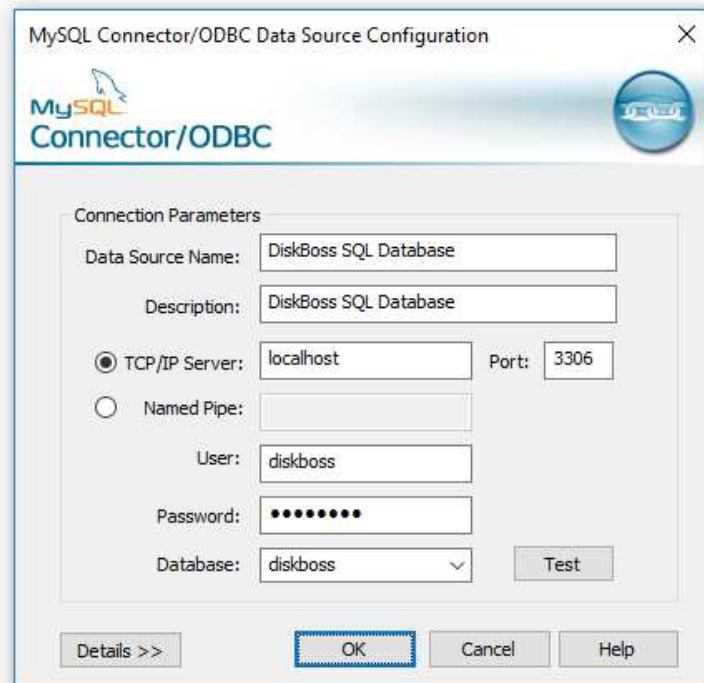 MySQL Connector/ODBC Data Source Configuration
MySQL
Connector/ODBC
Connection Parameters
Data Source Name: DiskBoss SQL Database
Description: DiskBoss SQL Database
TCP/IP Server: localhost Port: 3306
Named Pipe:
User: diskboss
Password: ●●●●●●●●
Database: diskboss Test
Details >> OK Cancel Help